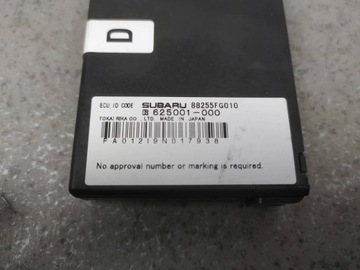 D
ECU ID CODE SUBARU 88255FG010
625001-000
TOKAI RIKA CO., LTD. MADE IN JAPAN
FA01219N017938
No approval number or marking is required.